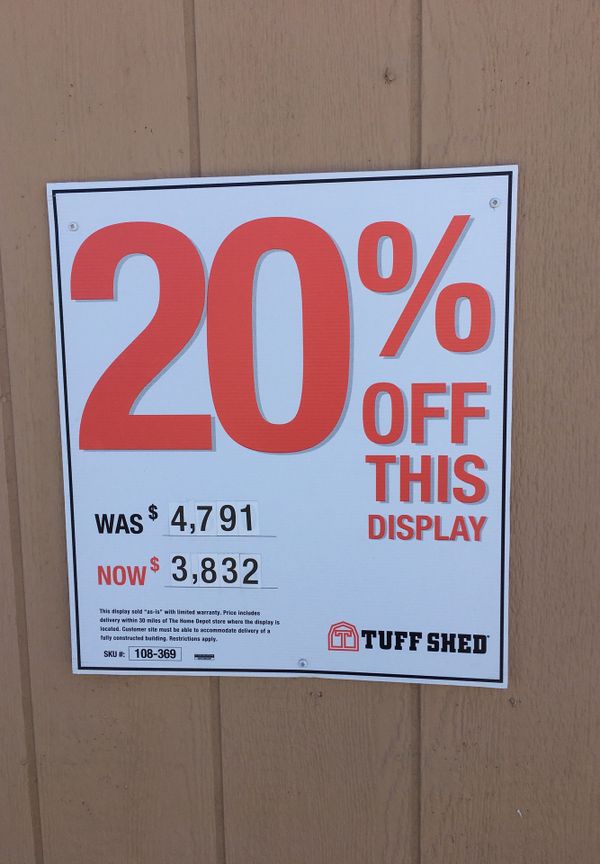 20%
OFF
THIS
DISPLAY
WAS $ 4,791
NOW $ 3,832
This display sold "as-is" with limited warranty. Price includes
delivery within 30 miles of The Home Depot store where the display is
located. Customer site must be able to accommodate delivery of a
fully constructed building. Restrictions apply.
SKU #: 108-369
TUFF SHED